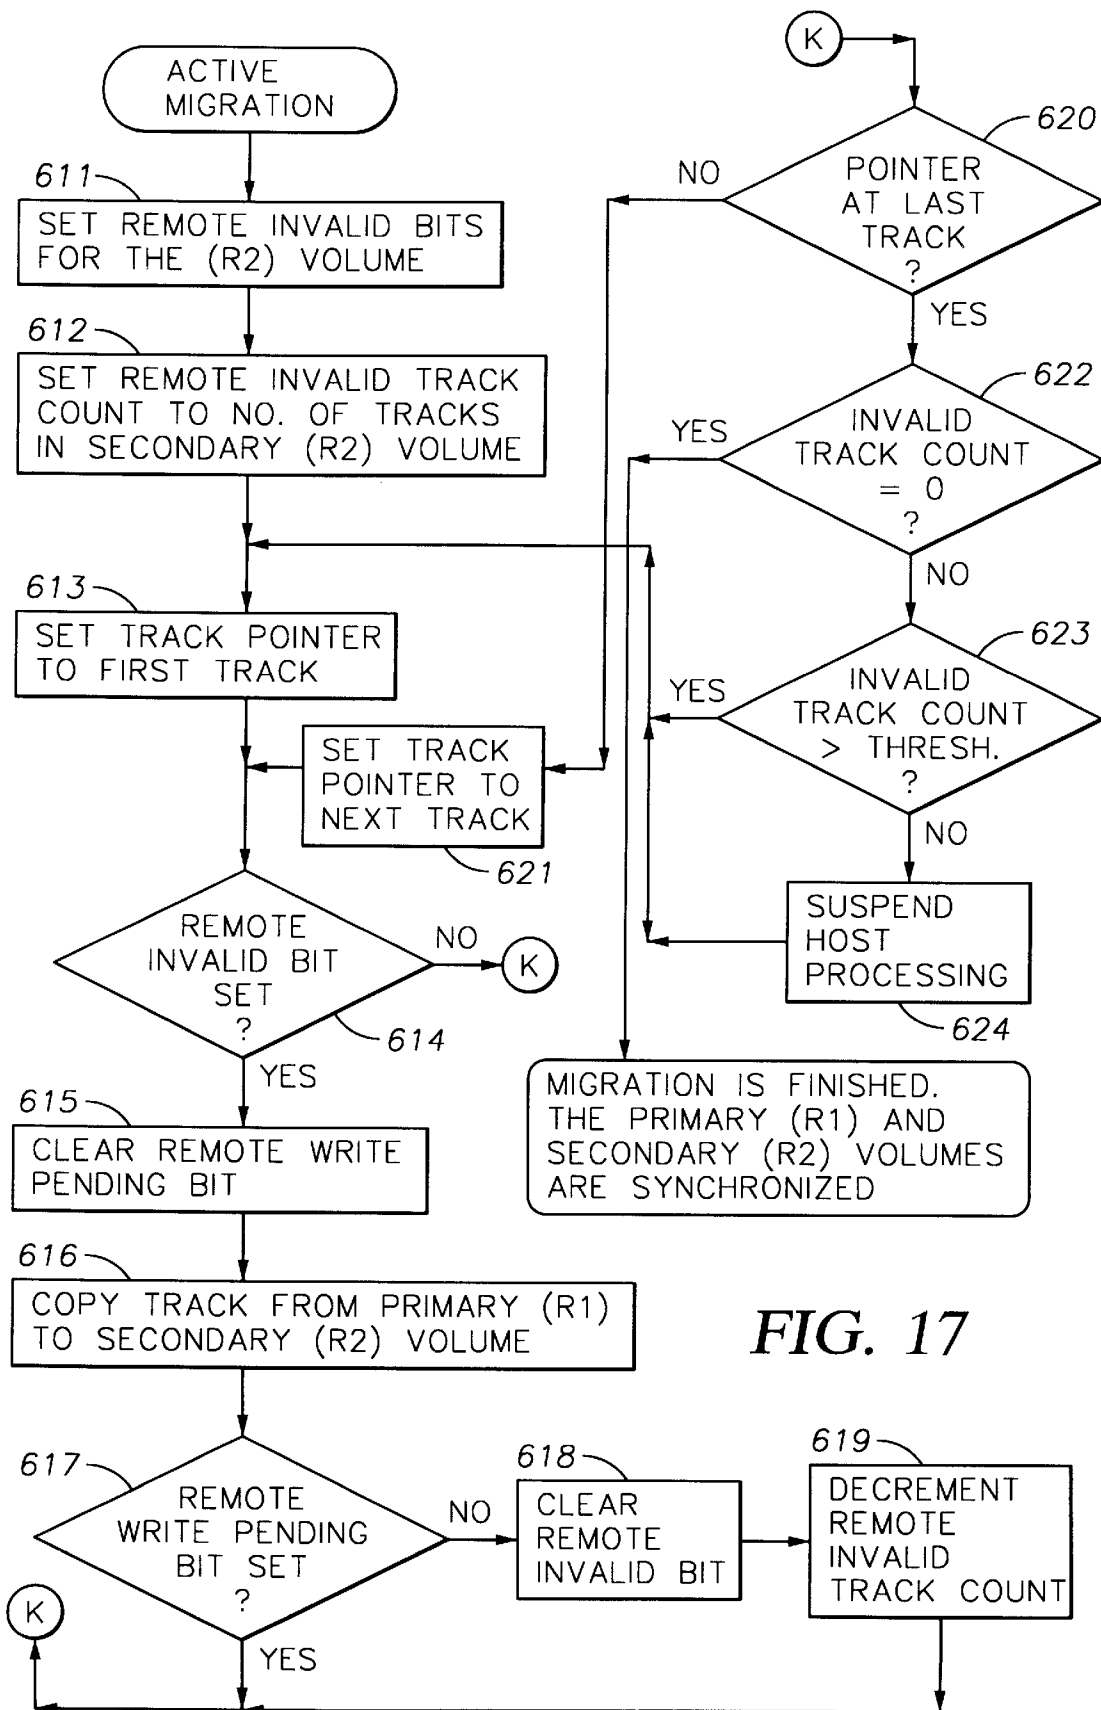 ACTIVE
MIGRATION
611
SET REMOTE INVALID BITS
FOR THE (R2) VOLUME
612
SET REMOTE INVALID TRACK
COUNT TO NO. OF TRACKS
IN SECONDARY (R2) VOLUME
613
SET TRACK POINTER
TO FIRST TRACK
SET TRACK
POINTER TO
NEXT TRACK
621
REMOTE
INVALID BIT
SET
?
614
NO
K
YES
615
CLEAR REMOTE WRITE
PENDING BIT
616
COPY TRACK FROM PRIMARY (R1)
TO SECONDARY (R2) VOLUME
617
REMOTE
WRITE PENDING
BIT SET
?
NO
YES
K
618
CLEAR
REMOTE
INVALID BIT
619
DECREMENT
REMOTE
INVALID
TRACK COUNT
K
620
POINTER
AT LAST
TRACK
?
NO
YES
622
INVALID
TRACK COUNT
= 0
?
YES
NO
623
INVALID
TRACK COUNT
> THRESH.
?
YES
NO
SUSPEND
HOST
PROCESSING
624
MIGRATION IS FINISHED.
THE PRIMARY (R1) AND
SECONDARY (R2) VOLUMES
ARE SYNCHRONIZED
FIG. 17